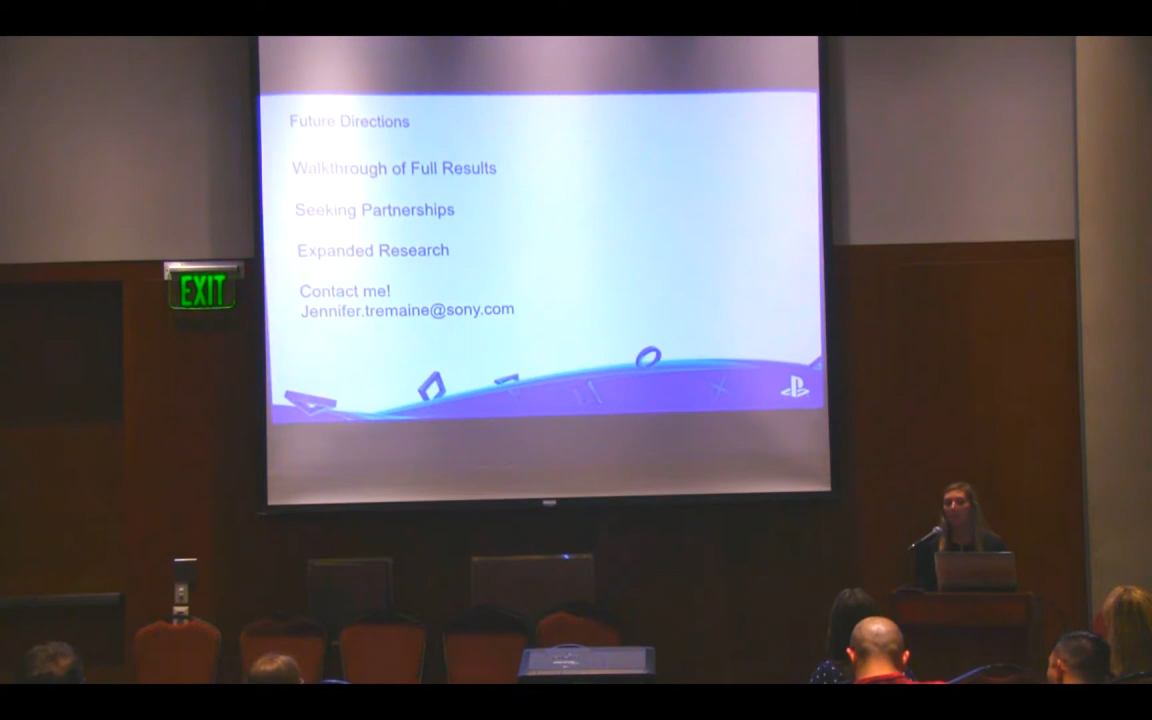 Future Directions
Walkthrough of Full Results
Seeking Partnerships
Expanded Research
Contact me!
Jennifer.tremaine@sony.com
EXIT